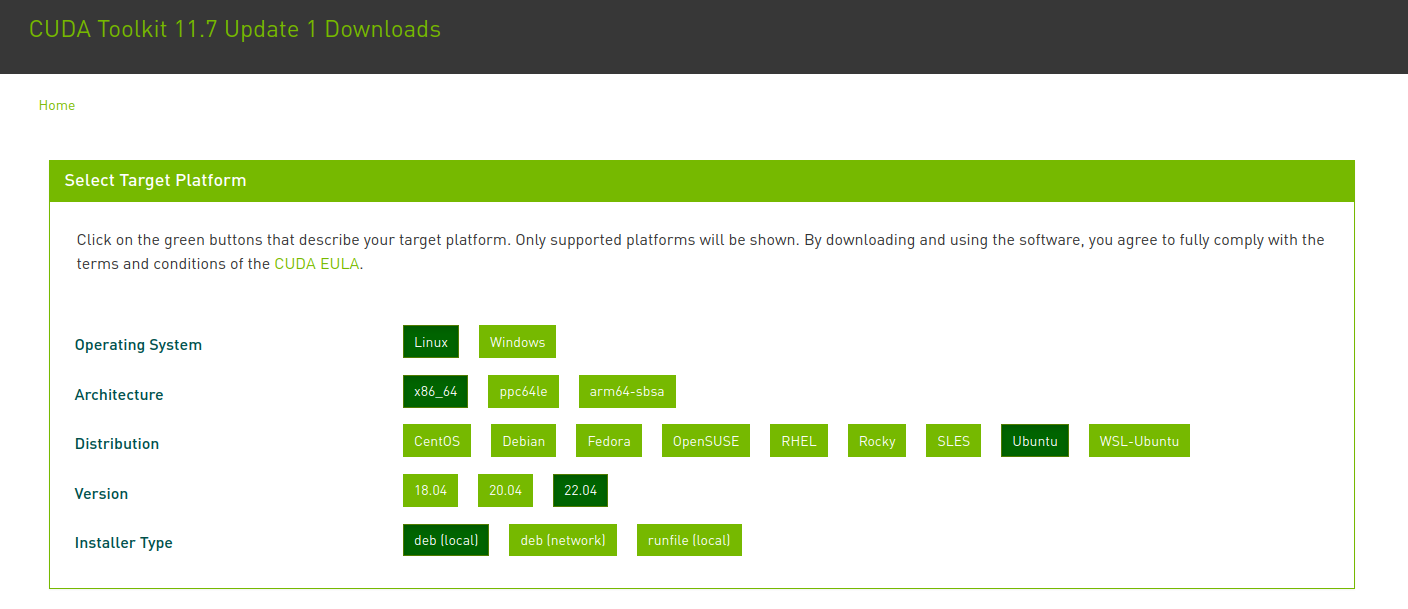 CUDA Toolkit 11.7 Update 1 Downloads
Home
Select Target Platform
Click on the green buttons that describe your target platform. Only supported platforms will be shown. By downloading and using the software, you agree to fully comply with the
terms and conditions of the CUDA EULA.
Operating System Linux Windows
Architecture x86_64 ppc64le arm64-sbsa
Distribution CentOS Debian Fedora OpenSUSE RHEL Rocky SLES Ubuntu WSL-Ubuntu
Version 18.04 20.04 22.04
Installer Type deb (local) deb (network) runfile (local)